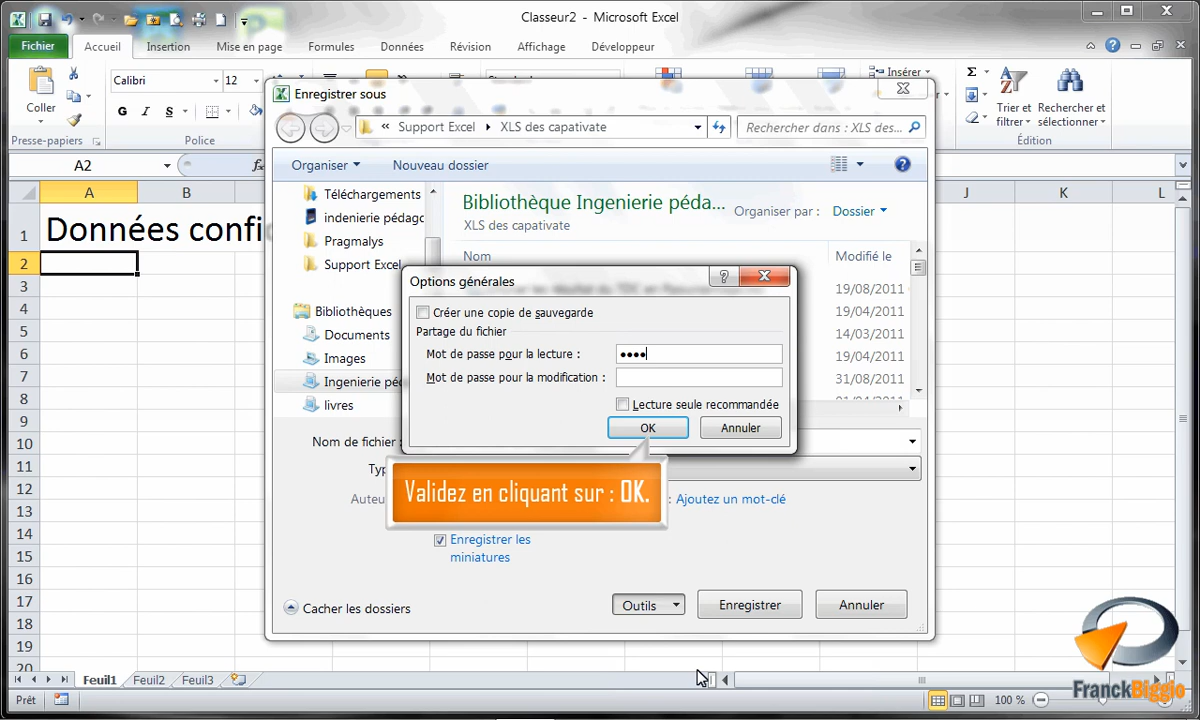 Classeur2 - Microsoft Excel
Fichier Accueil Insertion Mise en page Formules Données Révision Affichage Développeur
Coller
Presse-papiers
Calibri 12
G I S
Police
Insérer
Σ
Trier et filtrer
Rechercher et sélectionner
Édition
A2
A B J K L
1 Données confi
2
3
4
5
6
7
8
9
10
11
12
13
14
15
16
17
18
19
20
Enregistrer sous
« Support Excel XLS des capativate
Rechercher dans : XLS des...
Organiser Nouveau dossier
Téléchargements
indenierie pédago
Pragmalys
Support Excel
Bibliothèques
Documents
Images
Ingenierie péd
livres
Bibliothèque Ingenierie péda...
XLS des capativate
Organiser par : Dossier
Nom Modifié le
19/08/2011
19/04/2011
14/03/2011
19/04/2011
31/08/2011
Options générales
Créer une copie de sauvegarde
Partage du fichier
Mot de passe pour la lecture : ●●●●
Mot de passe pour la modification :
Lecture seule recommandée
OK Annuler
Nom de fichier :
Typ
Auteu
Ajoutez un mot-clé
Validez en cliquant sur : OK.
Enregistrer les
miniatures
Cacher les dossiers
Outils Enregistrer Annuler
Feuil1 Feuil2 Feuil3
Prêt
100 %
FranckBiggio